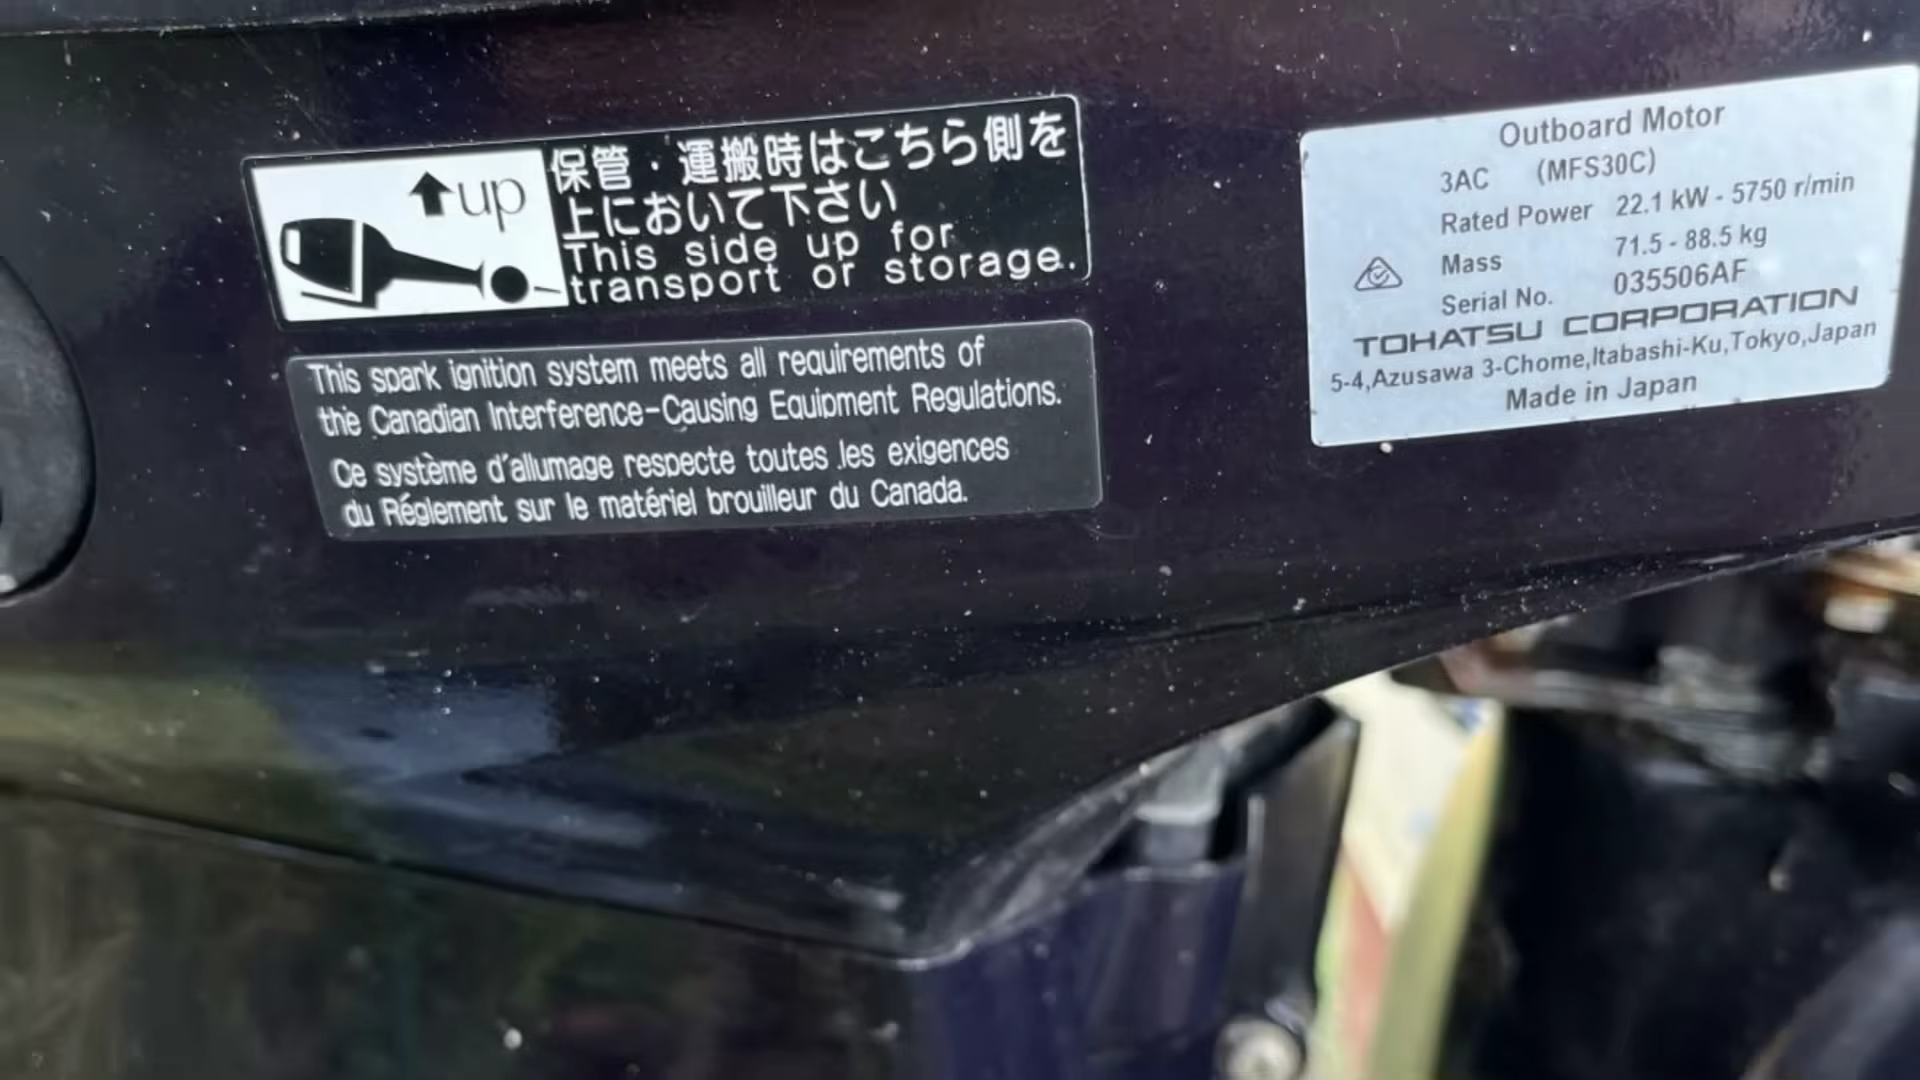 up
保管・運搬時はこちら側を
上において下さい
This side up for
transport or storage.
This spark ignition system meets all requirements of
the Canadian Interference-Causing Equipment Regulations.
Ce système d'allumage respecte toutes les exigences
du Réglement sur le matériel brouilleur du Canada.
Outboard Motor
3AC (MFS30C)
Rated Power 22.1 kW - 5750 r/min
Mass 71.5 - 88.5 kg
Serial No. 035506AF
TOHATSU CORPORATION
5-4,Azusawa 3-Chome,Itabashi-Ku,Tokyo,Japan
Made in Japan